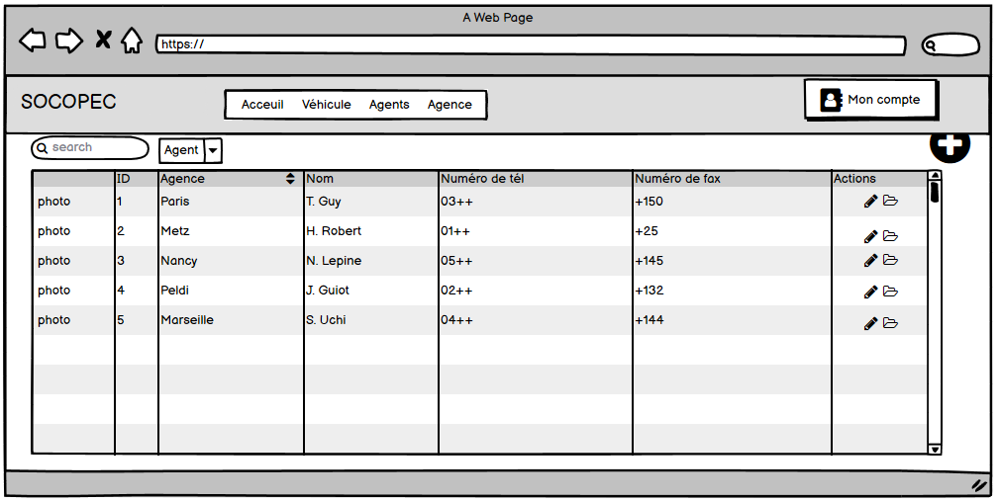 A Web Page
https://
SOCOPEC
Acceuil Véhicule Agents Agence
Mon compte
search
Agent
ID Agence Nom Numéro de tél Numéro de fax Actions
photo 1 Paris T. Guy 03++ +150
photo 2 Metz H. Robert 01++ +25
photo 3 Nancy N. Lepine 05++ +145
photo 4 Peldi J. Guiot 02++ +132
photo 5 Marseille S. Uchi 04++ +144